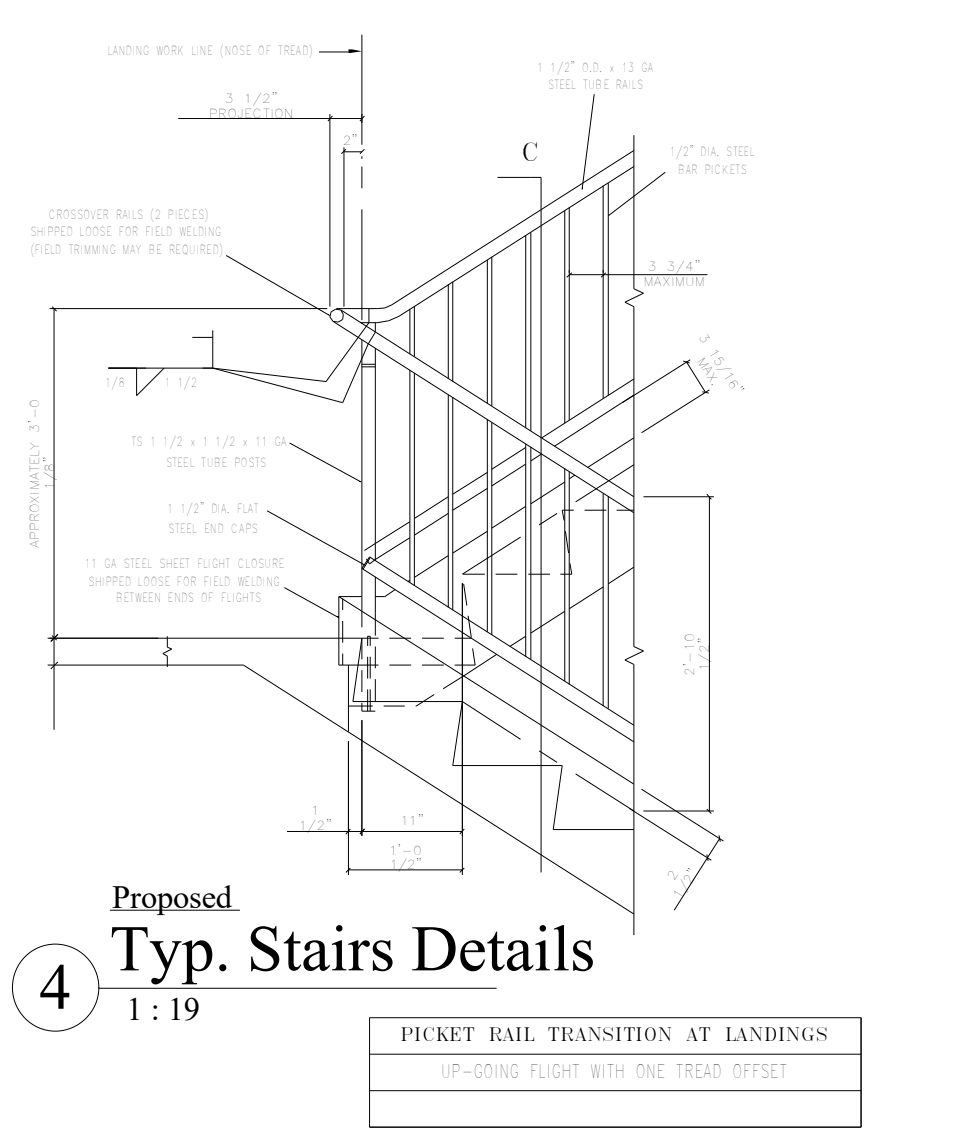 LANDING WORK LINE (NOSE OF TREAD)
1 1/2" O.D. x 13 GA
STEEL TUBE RAILS
3 1/2"
PROJECTION
2"
C
1/2" DIA. STEEL
BAR PICKETS
CROSSOVER RAILS (2 PIECES)
SHIPPED LOOSE FOR FIELD WELDING
(FIELD TRIMMING MAY BE REQUIRED)
3 3/4"
MAXIMUM
3 15/16"
MAX.
1/8
1 1/2
APPROXIMATELY 3'-0
1/8"
TS 1 1/2 x 1 1/2 x 11 GA
STEEL TUBE POSTS
1 1/2" DIA. FLAT
STEEL END CAPS
11 GA STEEL SHEET FLIGHT CLOSURE
SHIPPED LOOSE FOR FIELD WELDING
BETWEEN ENDS OF FLIGHTS
2'-10
1/2"
1
1/2"
11"
1'-0
1/2"
2
1/2"
Proposed
4
Typ. Stairs Details
1 : 19
PICKET RAIL TRANSITION AT LANDINGS
UP-GOING FLIGHT WITH ONE TREAD OFFSET